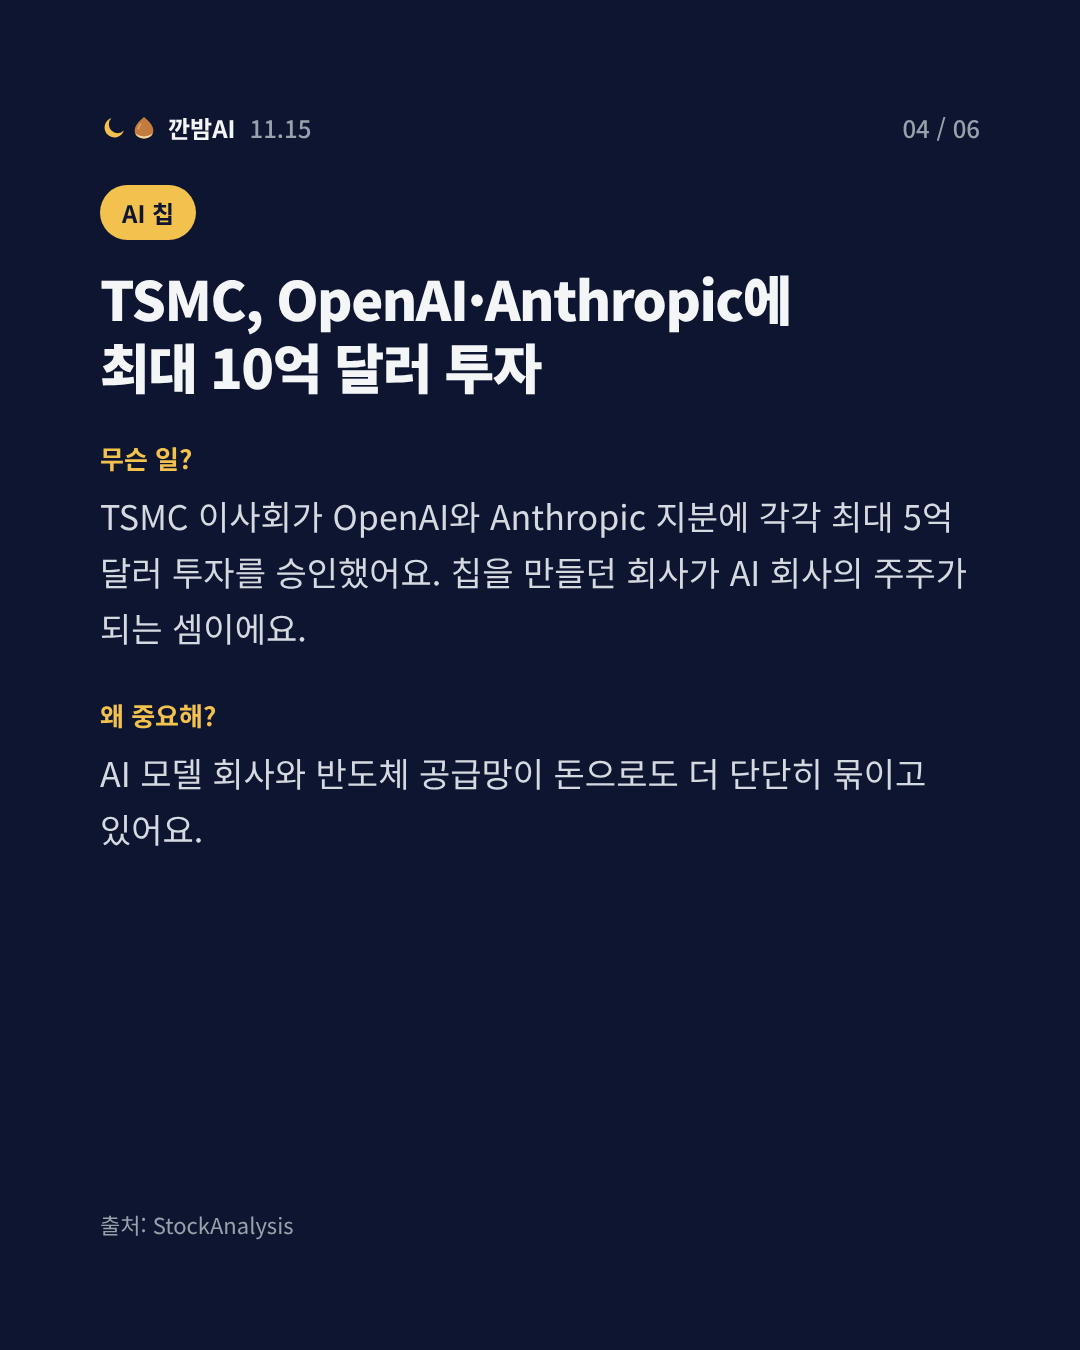 깐밤AI 11.15
04 / 06
AI 칩
TSMC, OpenAI·Anthropic에
최대 10억 달러 투자
무슨 일?
TSMC 이사회가 OpenAI와 Anthropic 지분에 각각 최대 5억
달러 투자를 승인했어요. 칩을 만들던 회사가 AI 회사의 주주가
되는 셈이에요.
왜 중요해?
AI 모델 회사와 반도체 공급망이 돈으로도 더 단단히 묶이고
있어요.
출처: StockAnalysis